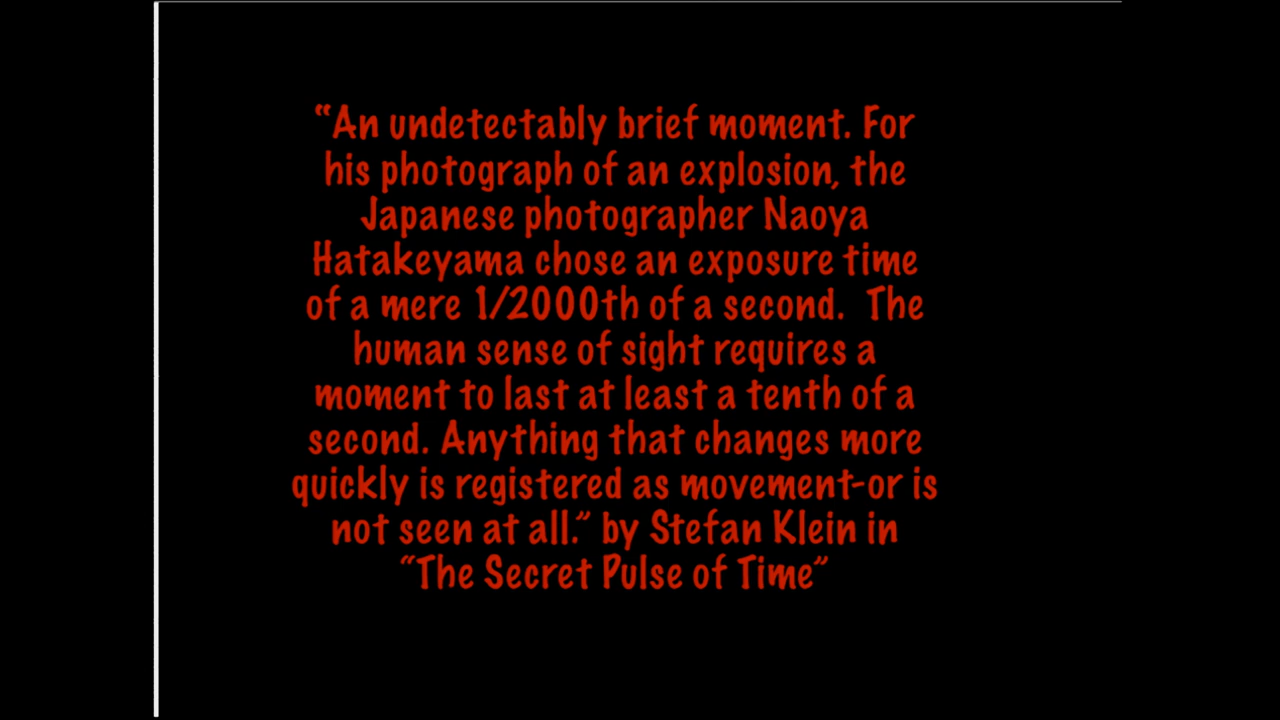 “An undetectably brief moment. For
his photograph of an explosion, the
Japanese photographer Naoya
Hatakeyama chose an exposure time
of a mere 1/2000th of a second.  The
human sense of sight requires a
moment to last at least a tenth of a
second. Anything that changes more
quickly is registered as movement-or is
not seen at all.” by Stefan Klein in
“The Secret Pulse of Time”